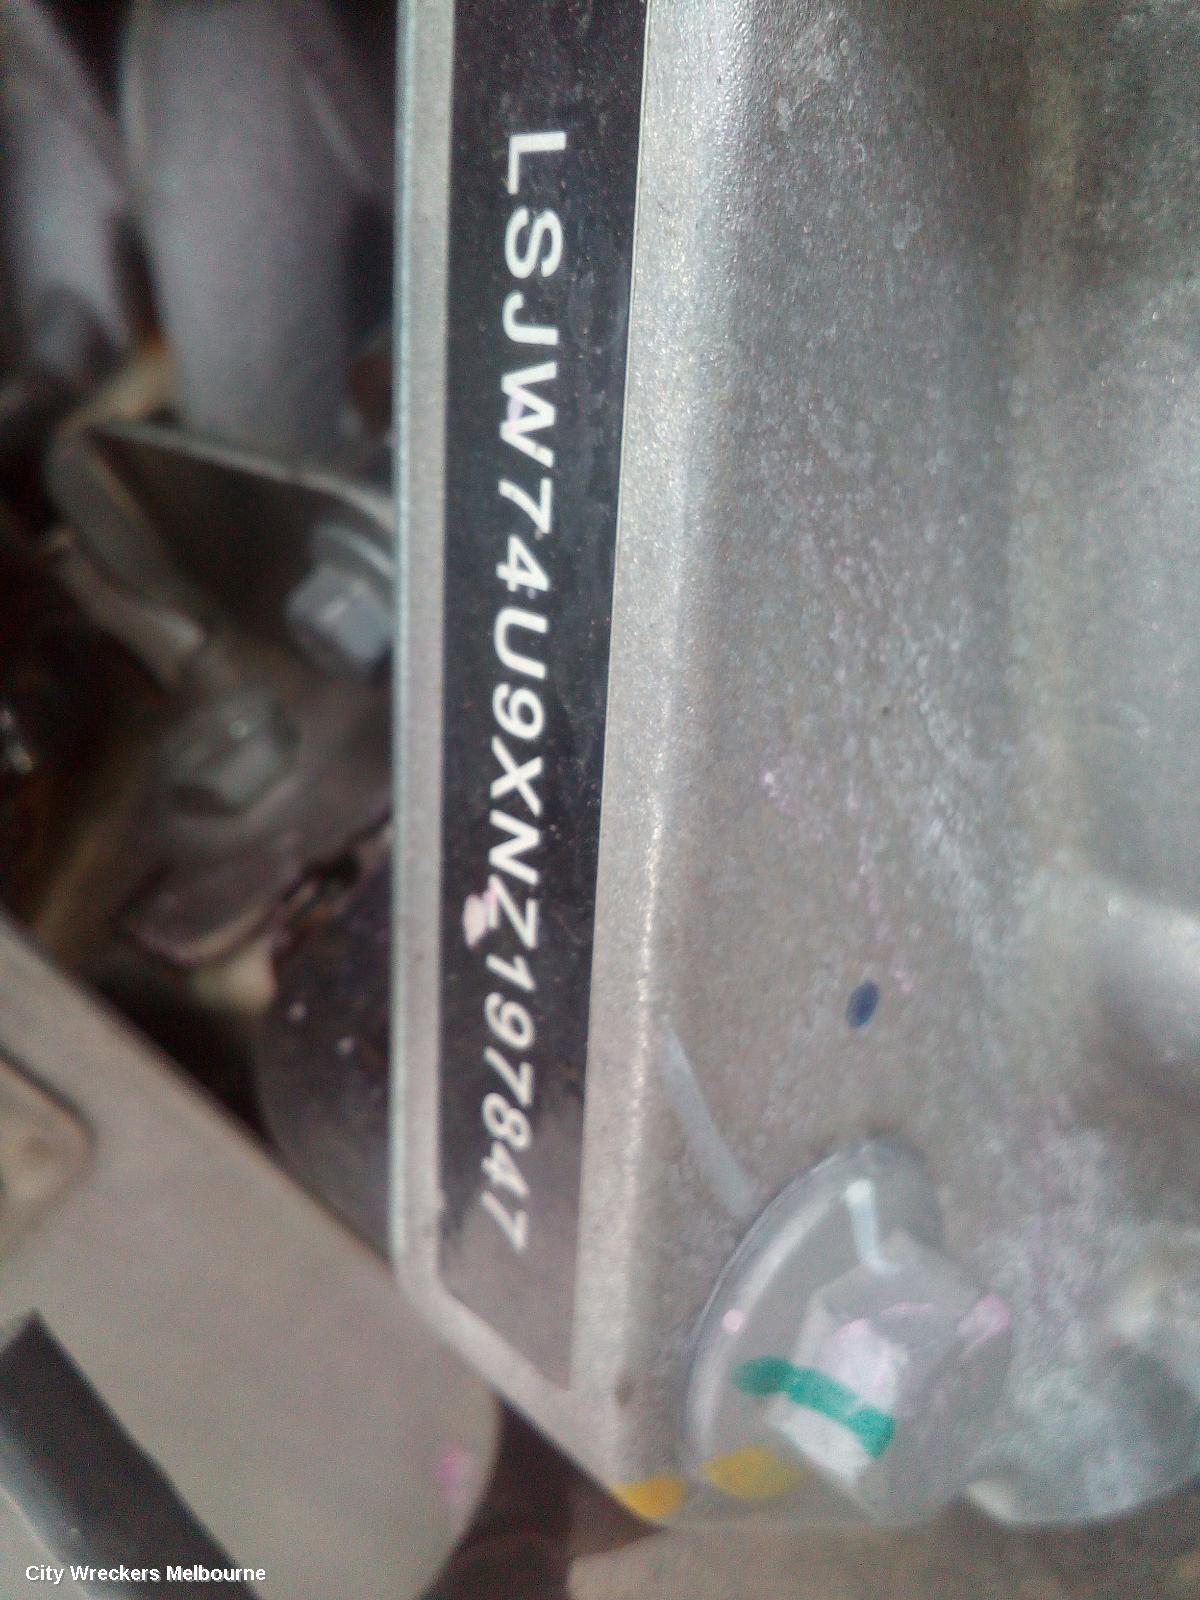 LSJW74U9XNZ197847
City Wreckers Melbourne